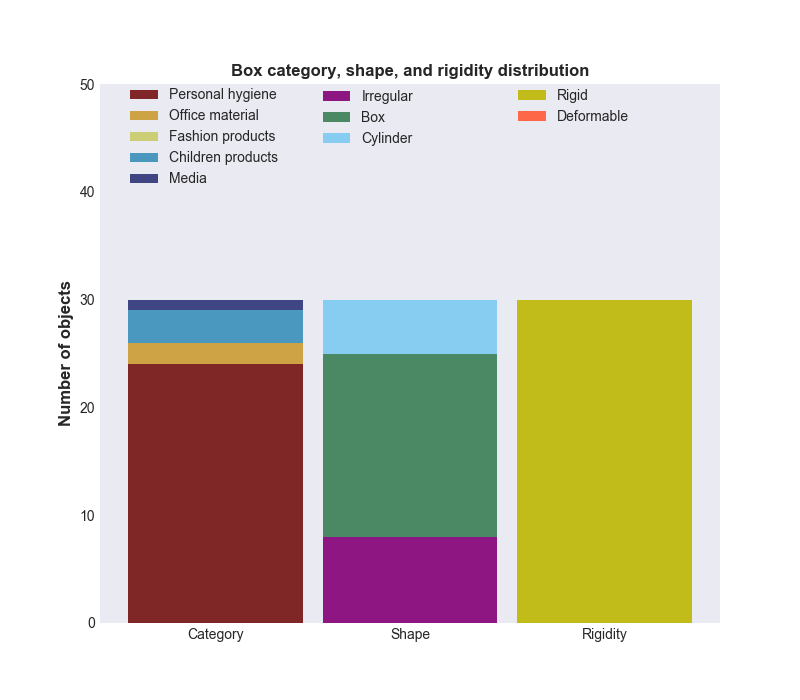 Box category, shape, and rigidity distribution
50
40
30
20
10
0
Number of objects
Personal hygiene
Office material
Fashion products
Children products
Media
Irregular
Box
Cylinder
Rigid
Deformable
Category
Shape
Rigidity